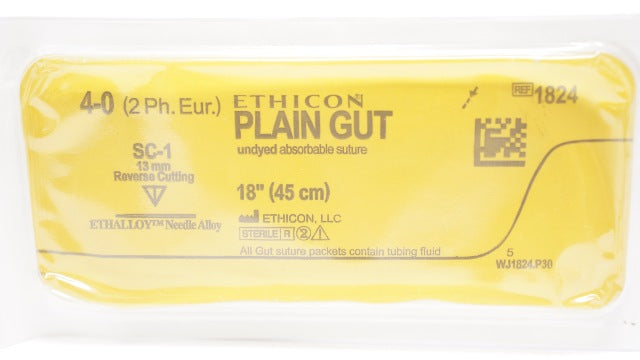 4-0 (2 Ph. Eur.)
ETHICON
PLAIN GUT
undyed absorbable suture
REF 1824
SC-1
13 mm
Reverse Cutting
ETHALLOY™ Needle Alloy
18" (45 cm)
ETHICON, LLC
STERILE R 2
All Gut suture packets contain tubing fluid
5
WJ1824.P30